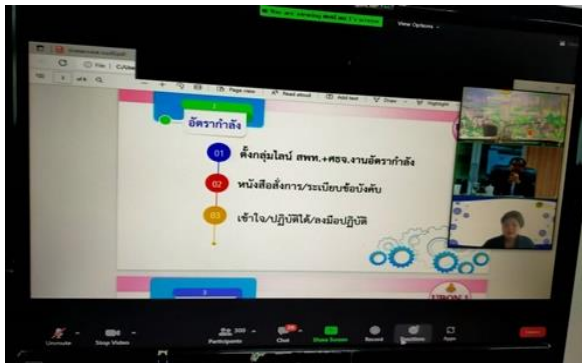 View Options
File
Page view
Read aloud
Add text
Draw
Highlight
อัตรากำลัง
01 ตั้งกลุ่มไลน์ สพท.+ศธจ.งานอัตรากำลัง
02 หนังสือสั่งการ/ระเบียบข้อบังคับ
03 เข้าใจ/ปฏิบัติได้/ลงมือปฏิบัติ
3
UBON 1
Unmute
Stop Video
300
Participants
Chat
Share Screen
Record
Reactions
Apps